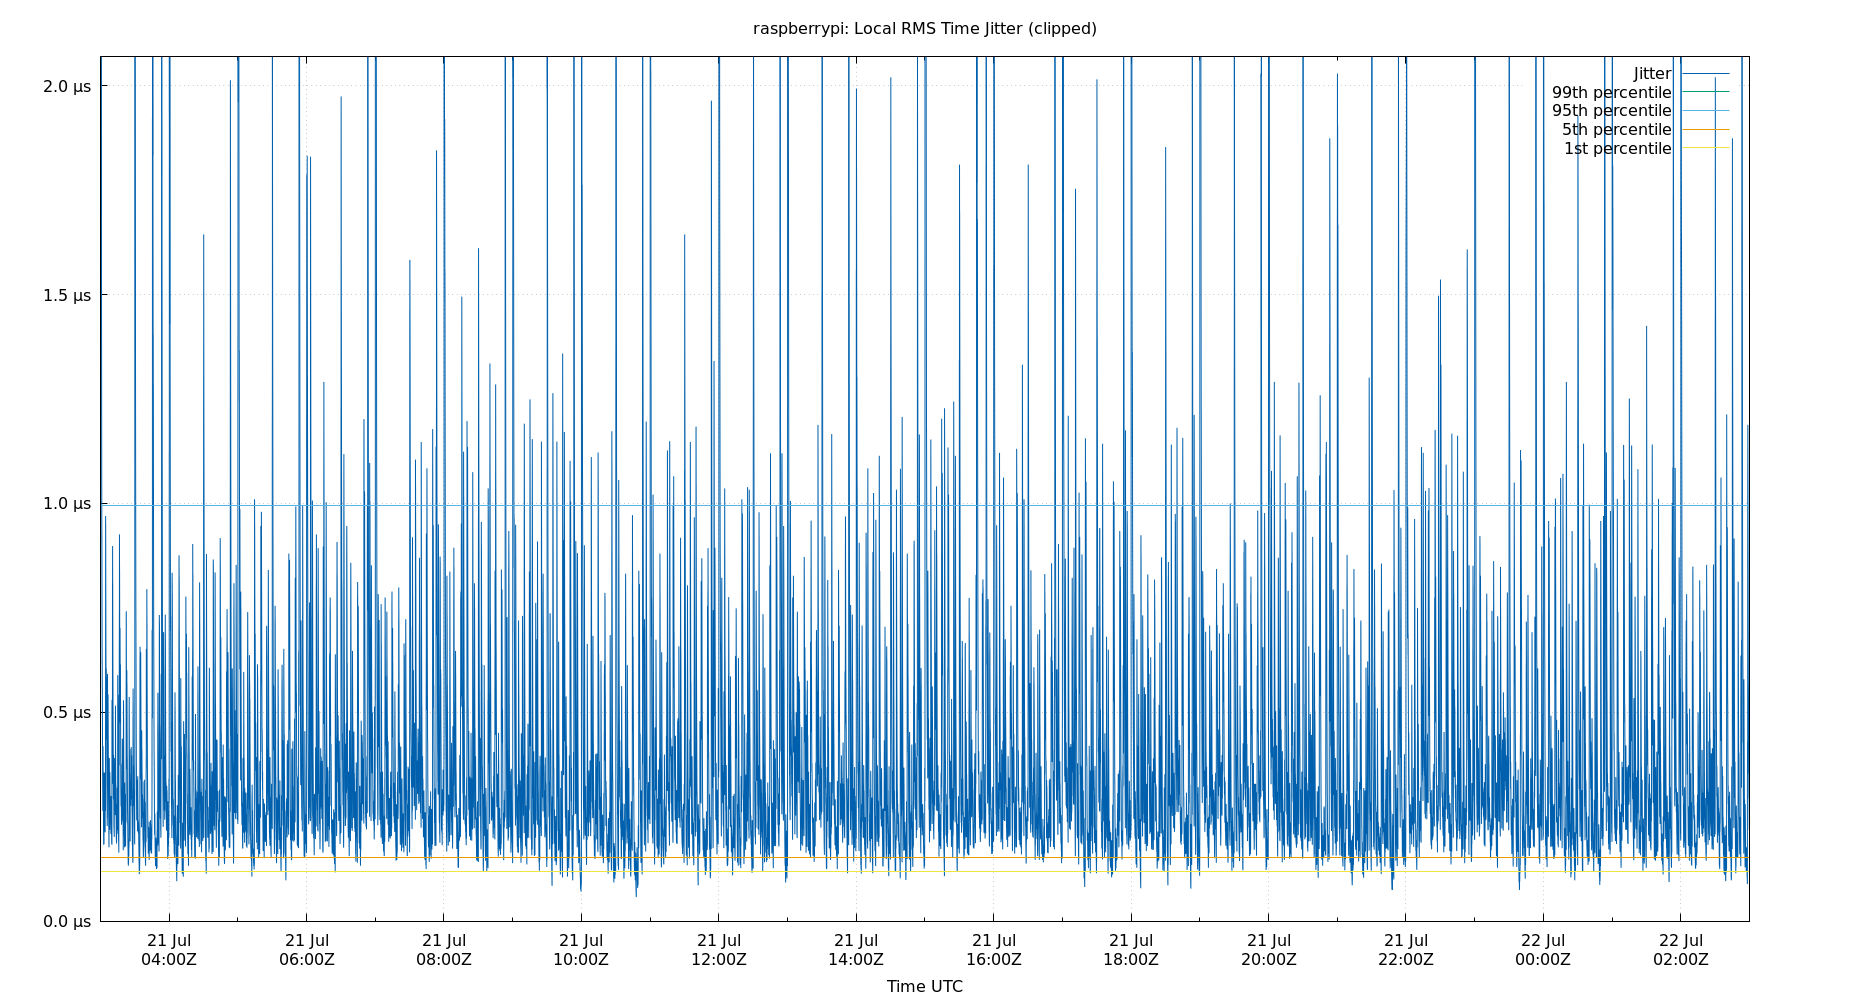 raspberrypi: Local RMS Time Jitter (clipped)
2.0 µs
1.5 µs
1.0 µs
0.5 µs
0.0 µs
Jitter
99th percentile
95th percentile
5th percentile
1st percentile
21 Jul 21 Jul 21 Jul 21 Jul 21 Jul 21 Jul 21 Jul 21 Jul 21 Jul 21 Jul 22 Jul 22 Jul
04:00Z 06:00Z 08:00Z 10:00Z 12:00Z 14:00Z 16:00Z 18:00Z 20:00Z 22:00Z 00:00Z 02:00Z
Time UTC